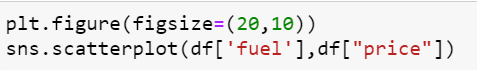 plt.figure(figsize=(20,10))
sns.scatterplot(df['fuel'],df["price"])